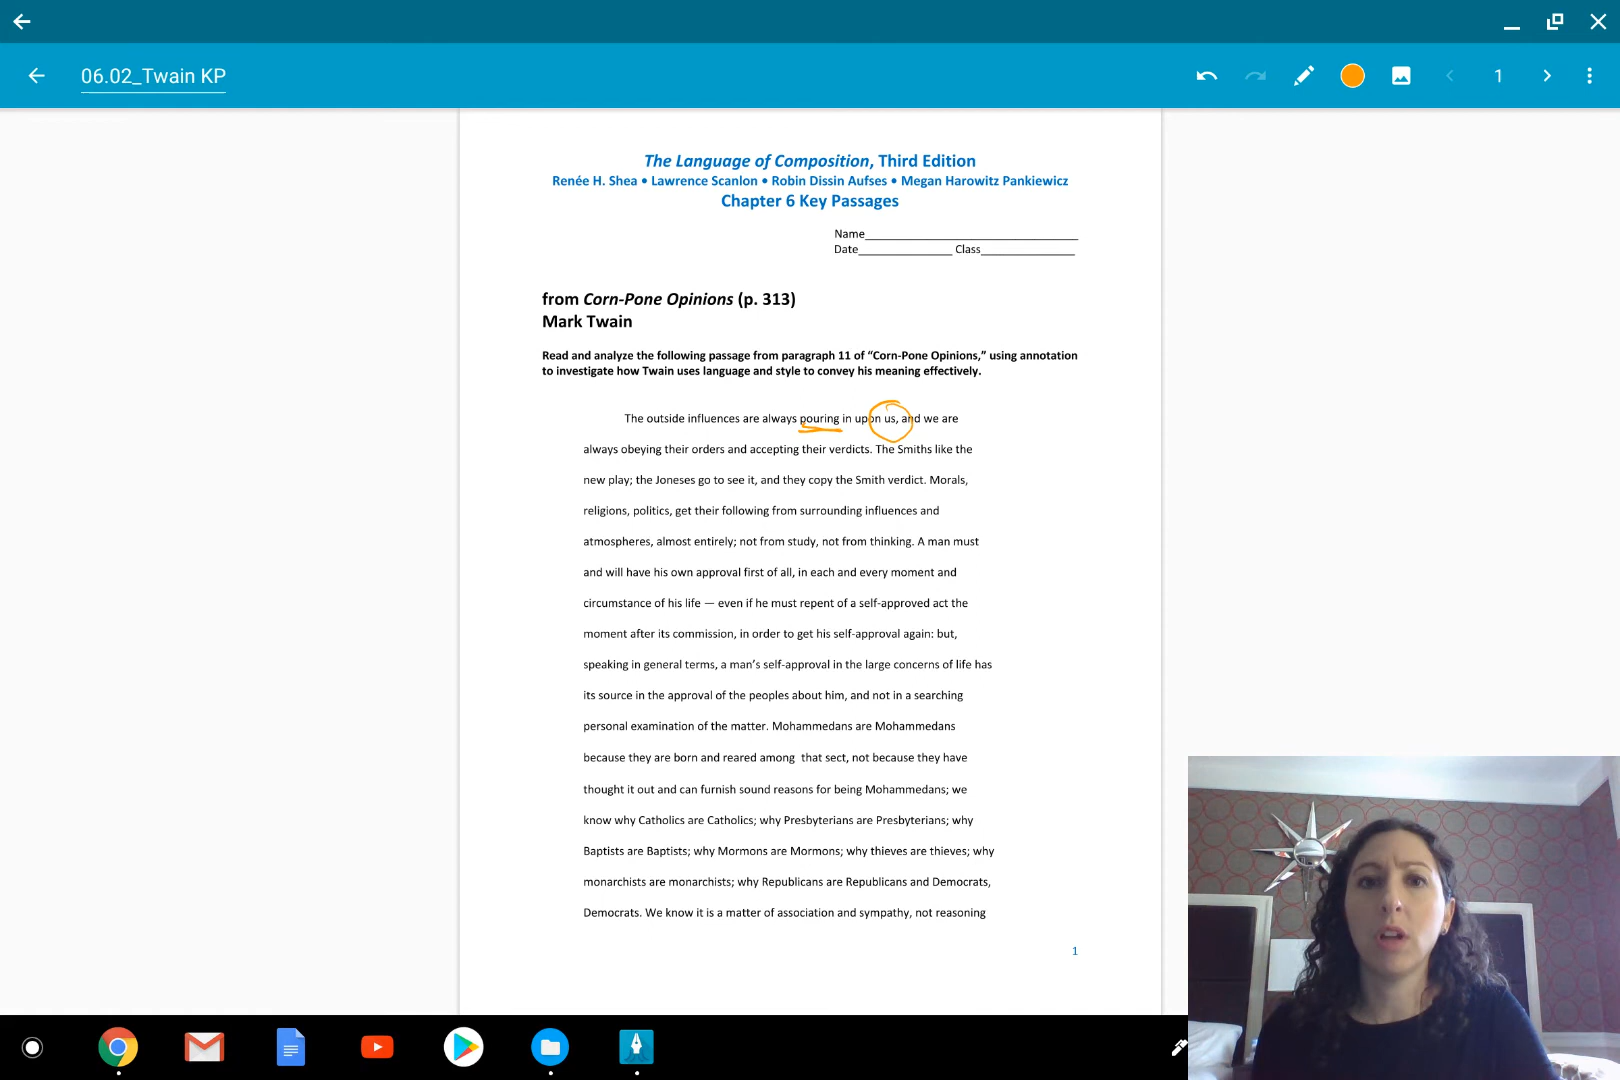 06.02_Twain KP
1
The Language of Composition, Third Edition
Renée H. Shea • Lawrence Scanlon • Robin Dissin Aufses • Megan Harowitz Pankiewicz
Chapter 6 Key Passages
Name________________________________
Date______________ Class______________
from Corn-Pone Opinions (p. 313)
Mark Twain
Read and analyze the following passage from paragraph 11 of “Corn-Pone Opinions,” using annotation
to investigate how Twain uses language and style to convey his meaning effectively.
The outside influences are always pouring in upon us, and we are
always obeying their orders and accepting their verdicts. The Smiths like the
new play; the Joneses go to see it, and they copy the Smith verdict. Morals,
religions, politics, get their following from surrounding influences and
atmospheres, almost entirely; not from study, not from thinking. A man must
and will have his own approval first of all, in each and every moment and
circumstance of his life — even if he must repent of a self-approved act the
moment after its commission, in order to get his self-approval again: but,
speaking in general terms, a man’s self-approval in the large concerns of life has
its source in the approval of the peoples about him, and not in a searching
personal examination of the matter. Mohammedans are Mohammedans
because they are born and reared among  that sect, not because they have
thought it out and can furnish sound reasons for being Mohammedans; we
know why Catholics are Catholics; why Presbyterians are Presbyterians; why
Baptists are Baptists; why Mormons are Mormons; why thieves are thieves; why
monarchists are monarchists; why Republicans are Republicans and Democrats,
Democrats. We know it is a matter of association and sympathy, not reasoning
1